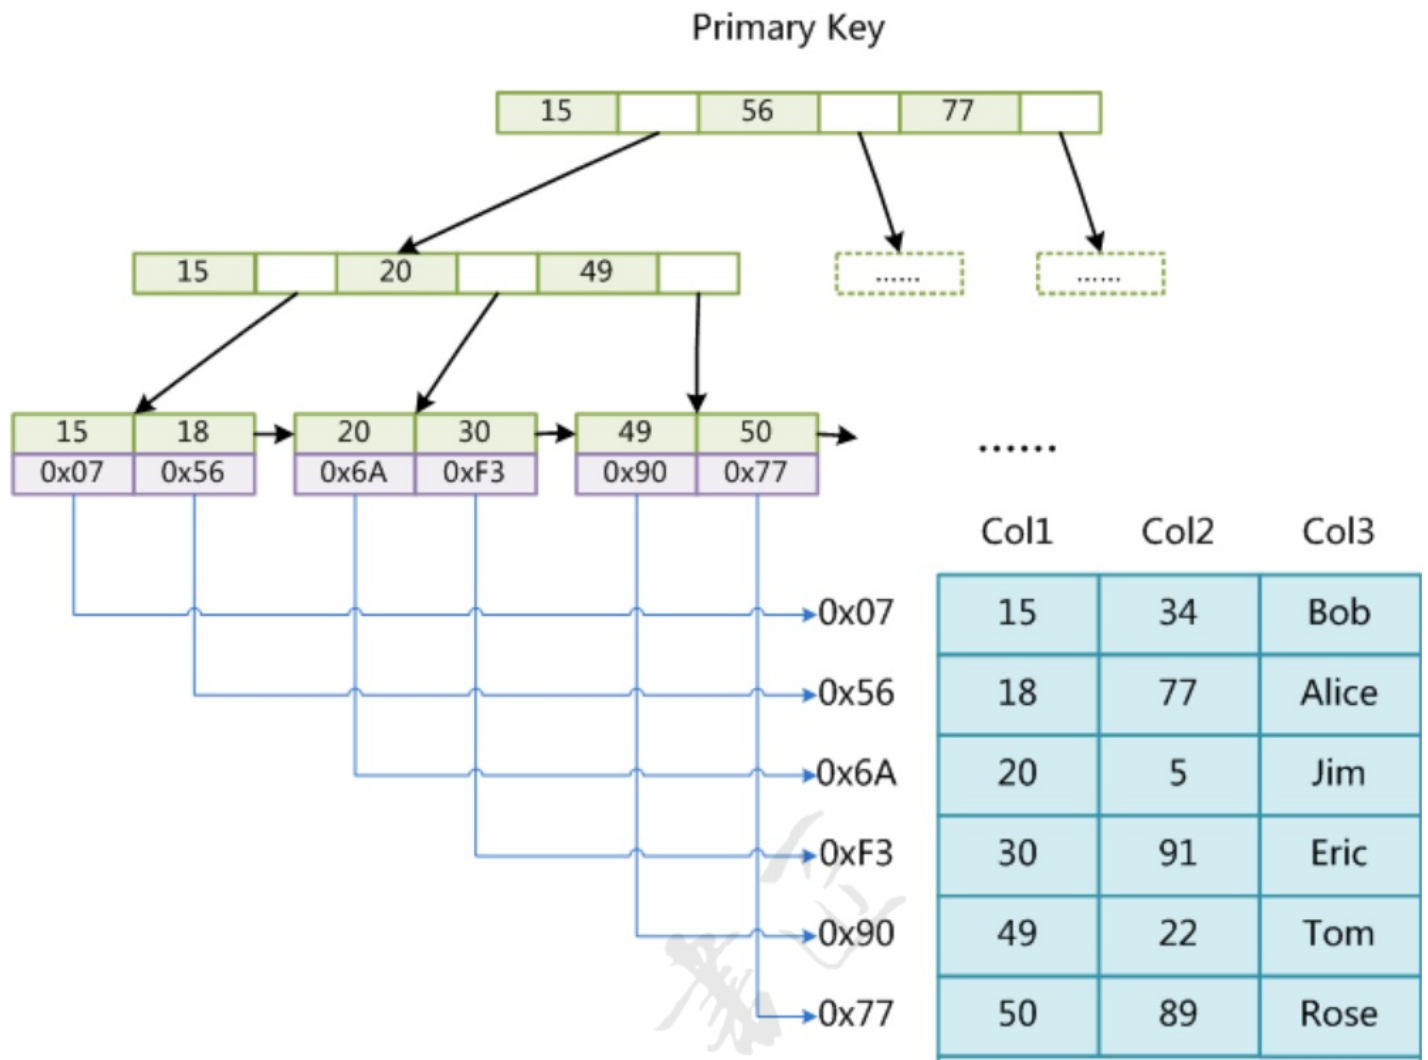 Primary Key
15 56 77
15 20 49 ...... ......
15 18 20 30 49 50
0x07 0x56 0x6A 0xF3 0x90 0x77
......
Col1 Col2 Col3
0x07 15 34 Bob
0x56 18 77 Alice
0x6A 20 5 Jim
0xF3 30 91 Eric
0x90 49 22 Tom
0x77 50 89 Rose